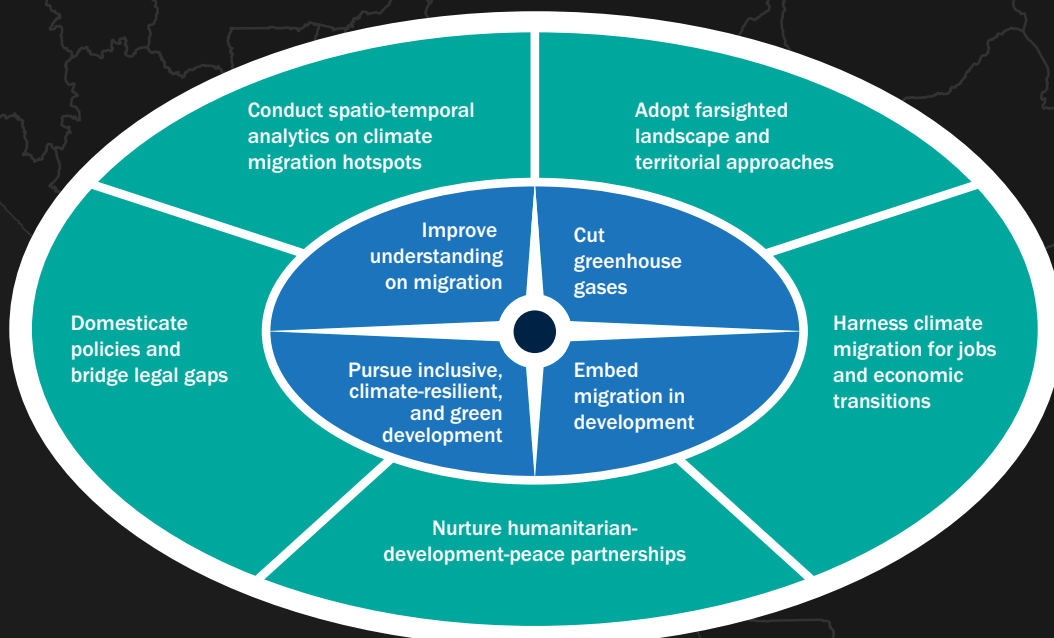 Conduct spatio-temporal
analytics on climate
migration hotspots
Adopt farsighted
landscape and
territorial approaches
Improve
understanding
on migration
Cut
greenhouse
gases
Domesticate
policies and
bridge legal gaps
Harness climate
migration for jobs
and economic
transitions
Pursue inclusive,
climate-resilient,
and green
development
Embed
migration in
development
Nurture humanitarian-
development-peace partnerships